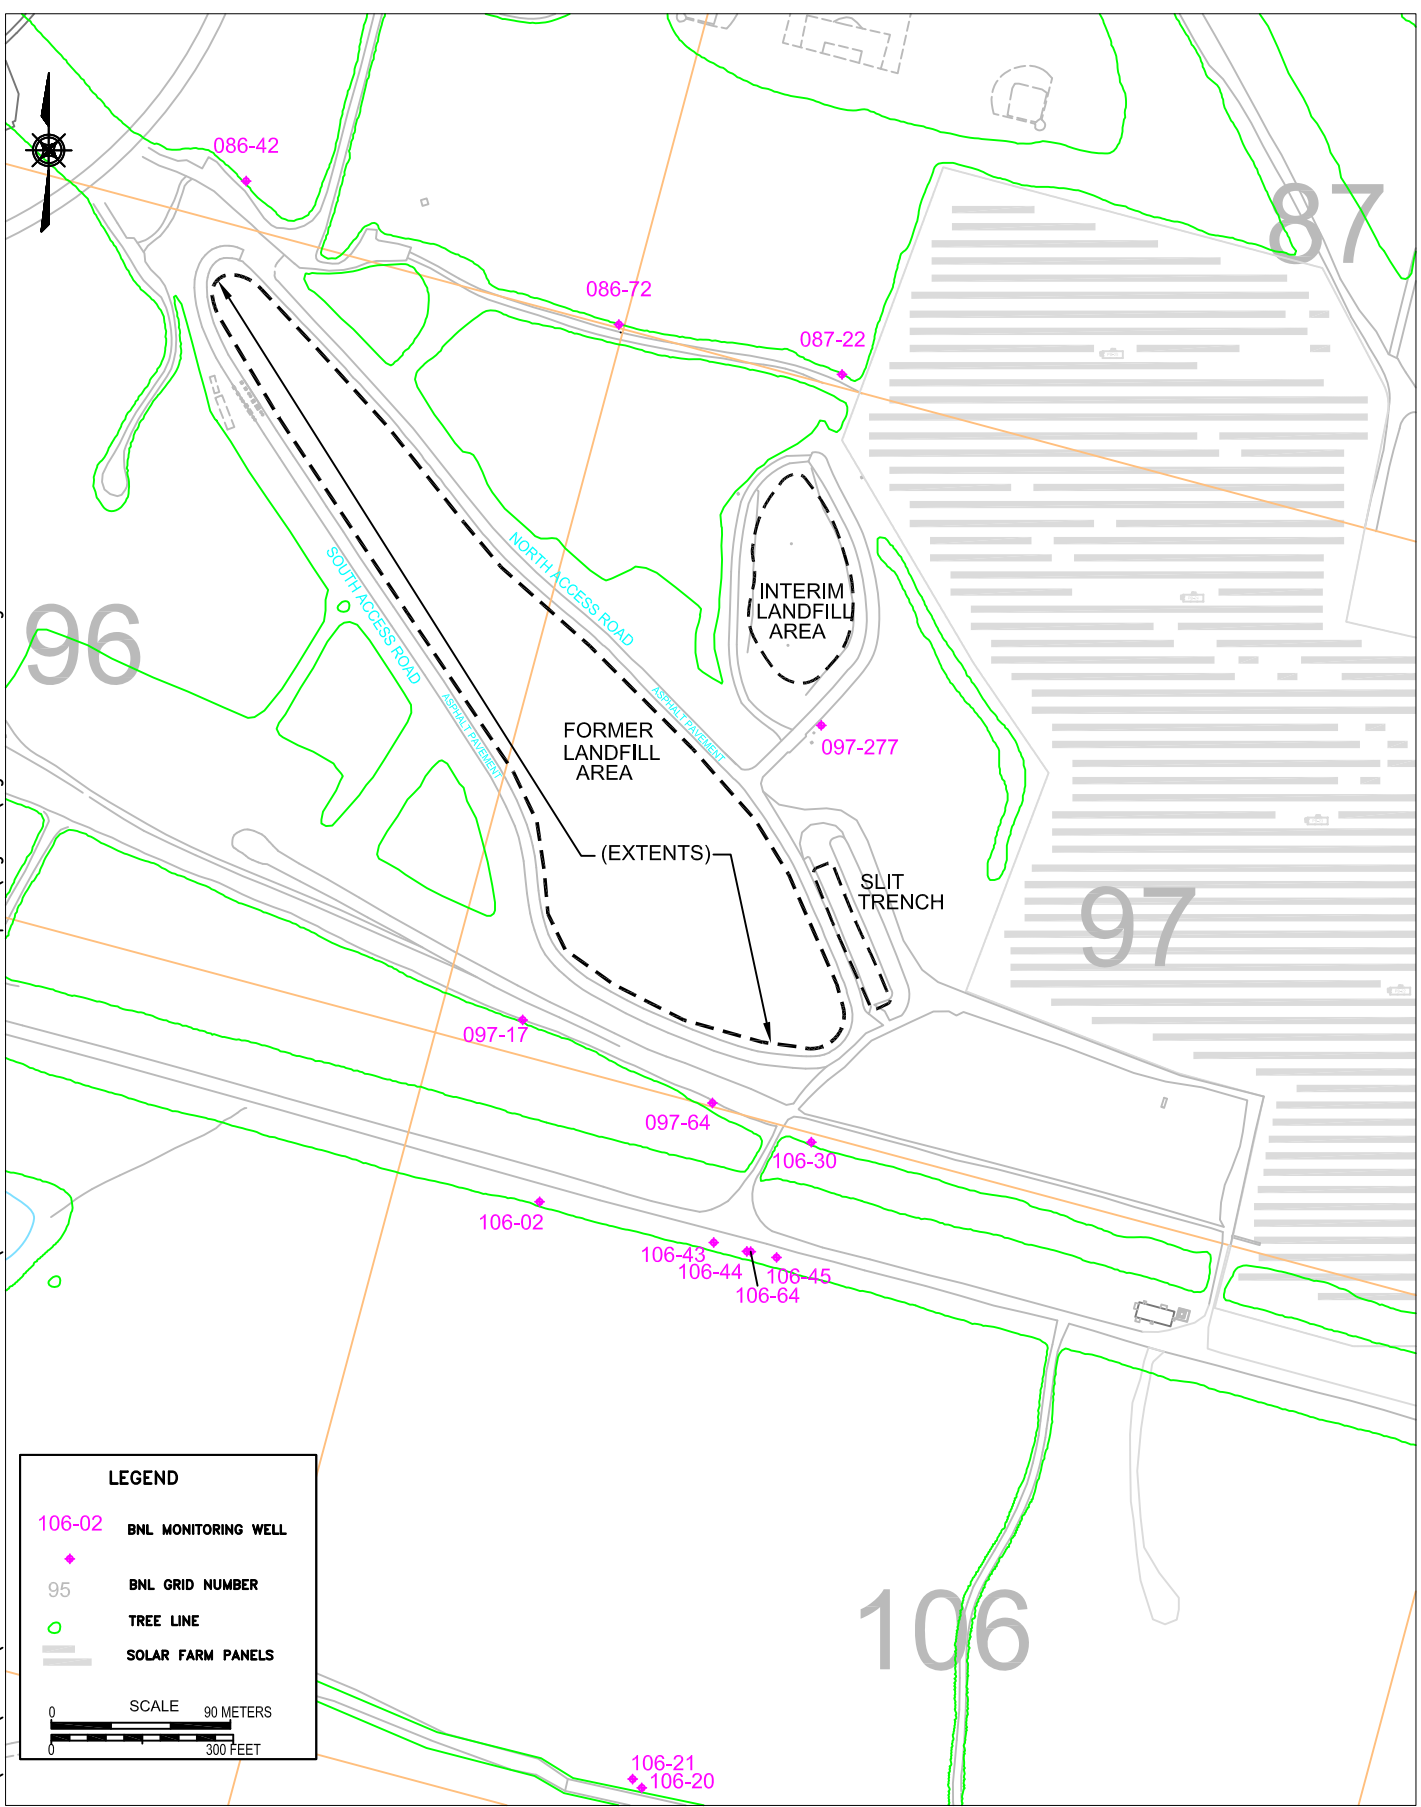 086-42
87
086-72
087-22
NORTH ACCESS ROAD
SOUTH ACCESS ROAD
INTERIM
LANDFILL
AREA
96
ASPHALT PAVEMENT
ASPHALT PAVEMENT
FORMER
LANDFILL
AREA
097-277
(EXTENTS)
SLIT
TRENCH
97
097-17
097-64
106-30
106-02
106-43
106-44
106-45
106-64
LEGEND
106-02 BNL MONITORING WELL
95 BNL GRID NUMBER
TREE LINE
SOLAR FARM PANELS
SCALE
0 90 METERS
0 300 FEET
106
106-21
106-20